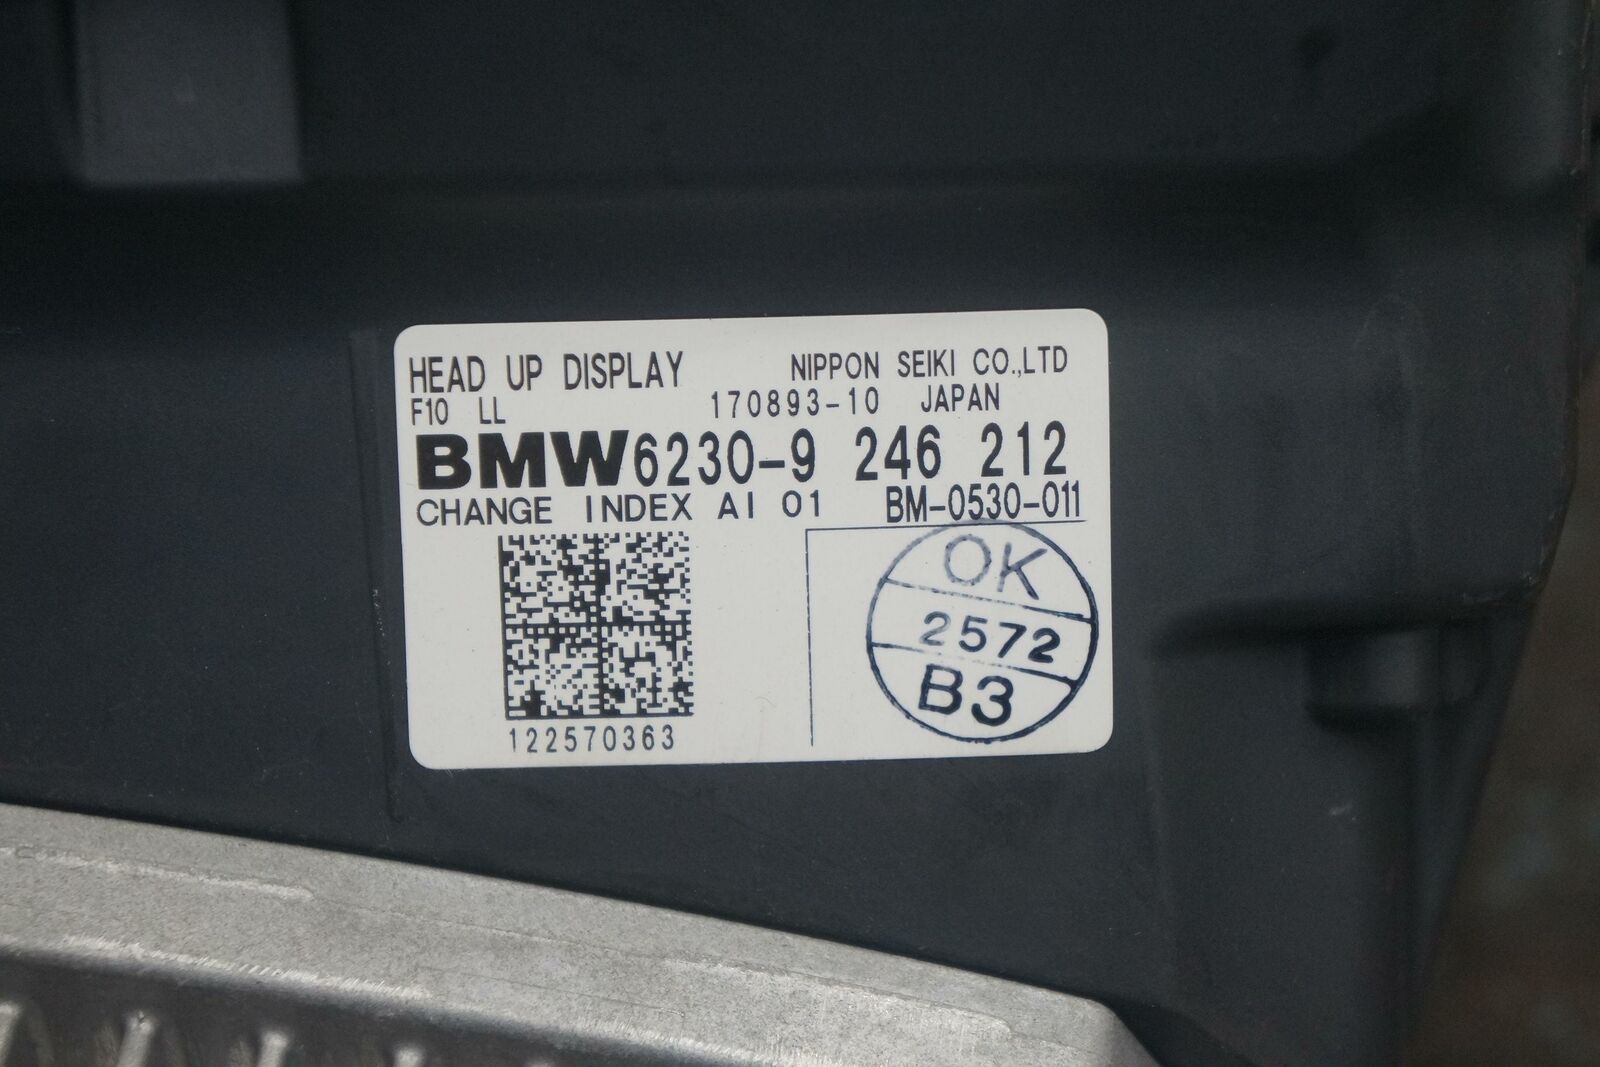 HEAD UP DISPLAY NIPPON SEIKI CO.,LTD
F10 LL 170893-10 JAPAN
BMW6230-9 246 212
CHANGE INDEX AI 01 BM-0530-011
OK
2572
B3
122570363